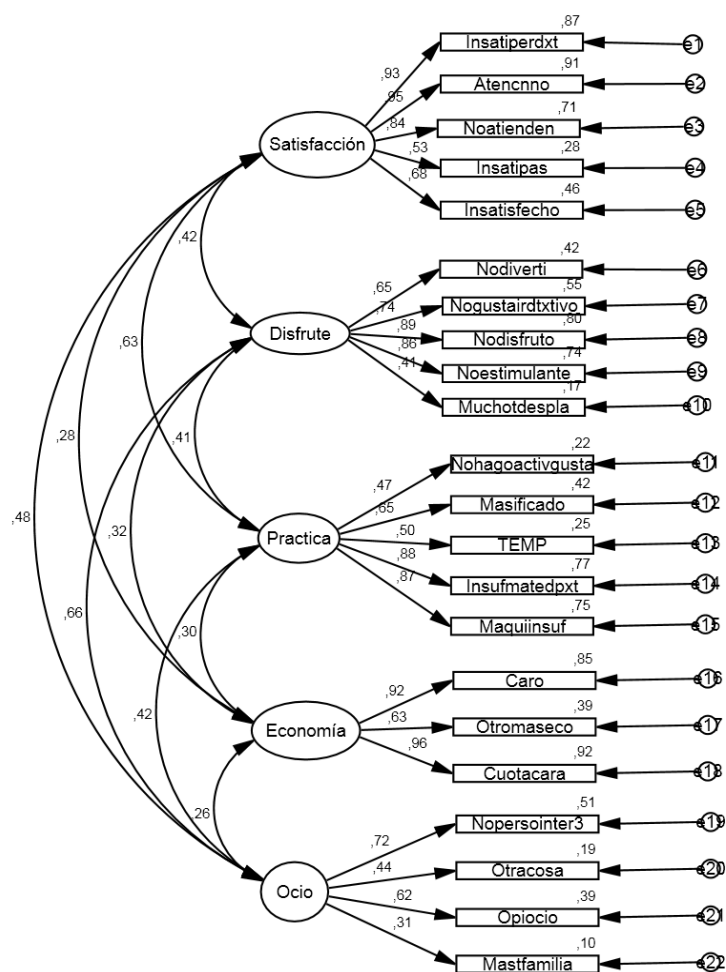 ,87
Insatiperdxt
e1
,93
,91
Atencnno
e2
,95
,71
Noatienden
e3
,84
Satisfacción
,28
Insatipas
e4
,53
,46
Insatisfecho
e5
,68
,42
,42
Nodiverti
e6
,65
,55
Nogustairdtxtivo
e7
,74
,80
Nodisfruto
e8
,89
Disfrute
,74
Noestimulante
e9
,86
,17
Muchotdespla
e10
,41
,63
,41
,28
,48
,32
,66
,22
Nohagoactivgusta
e11
,47
,42
Masificado
e12
,65
,25
TEMP
e13
,50
Practica
,77
Insufmatedpxt
e14
,88
,75
Maquiinsuf
e15
,87
,30
,42
,85
Caro
e16
,92
,39
Otromaseco
e17
,63
Economía
,92
Cuotacara
e18
,96
,26
,51
Nopersointer3
e19
,72
,19
Otracosa
e20
,44
Ocio
,39
Opiocio
e21
,62
,10
Mastfamilia
e22
,31